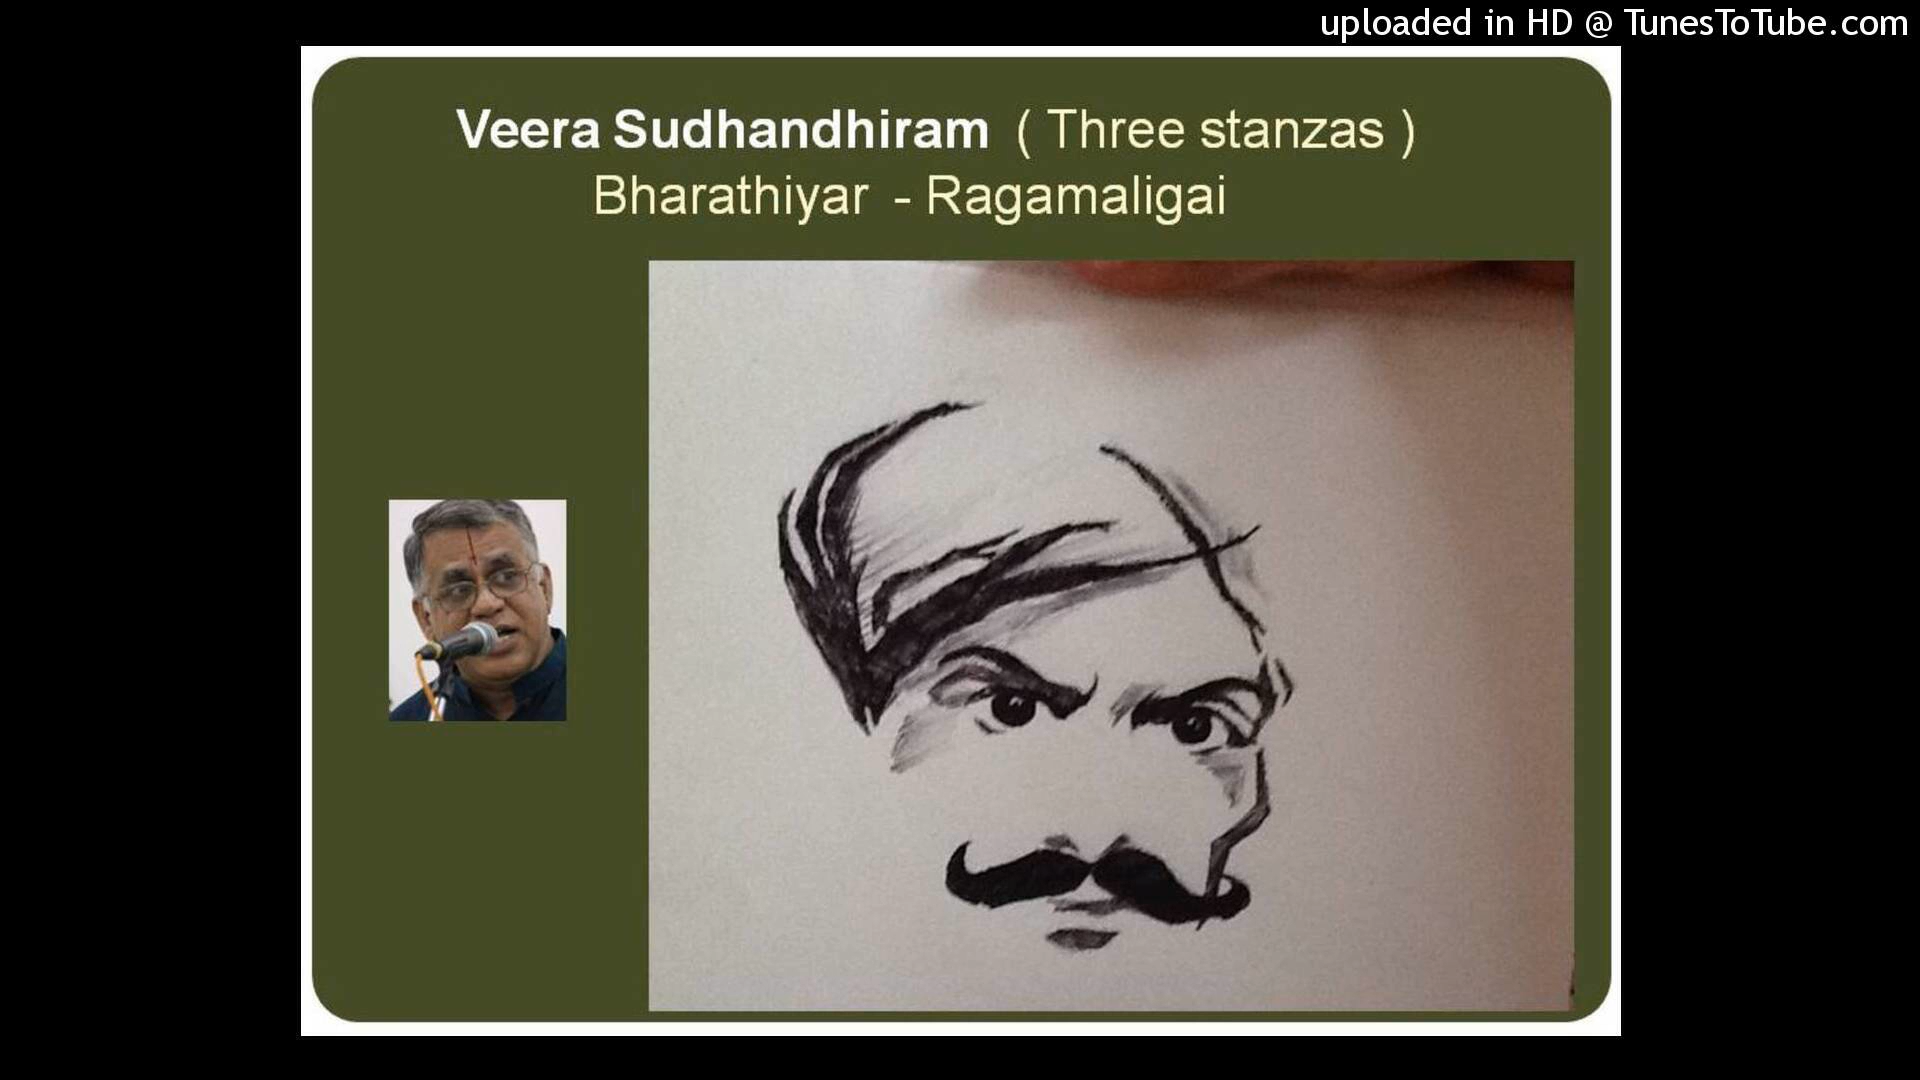 uploaded in HD @ TunesToTube.com
Veera Sudhandhiram ( Three stanzas )
Bharathiyar - Ragamaligai